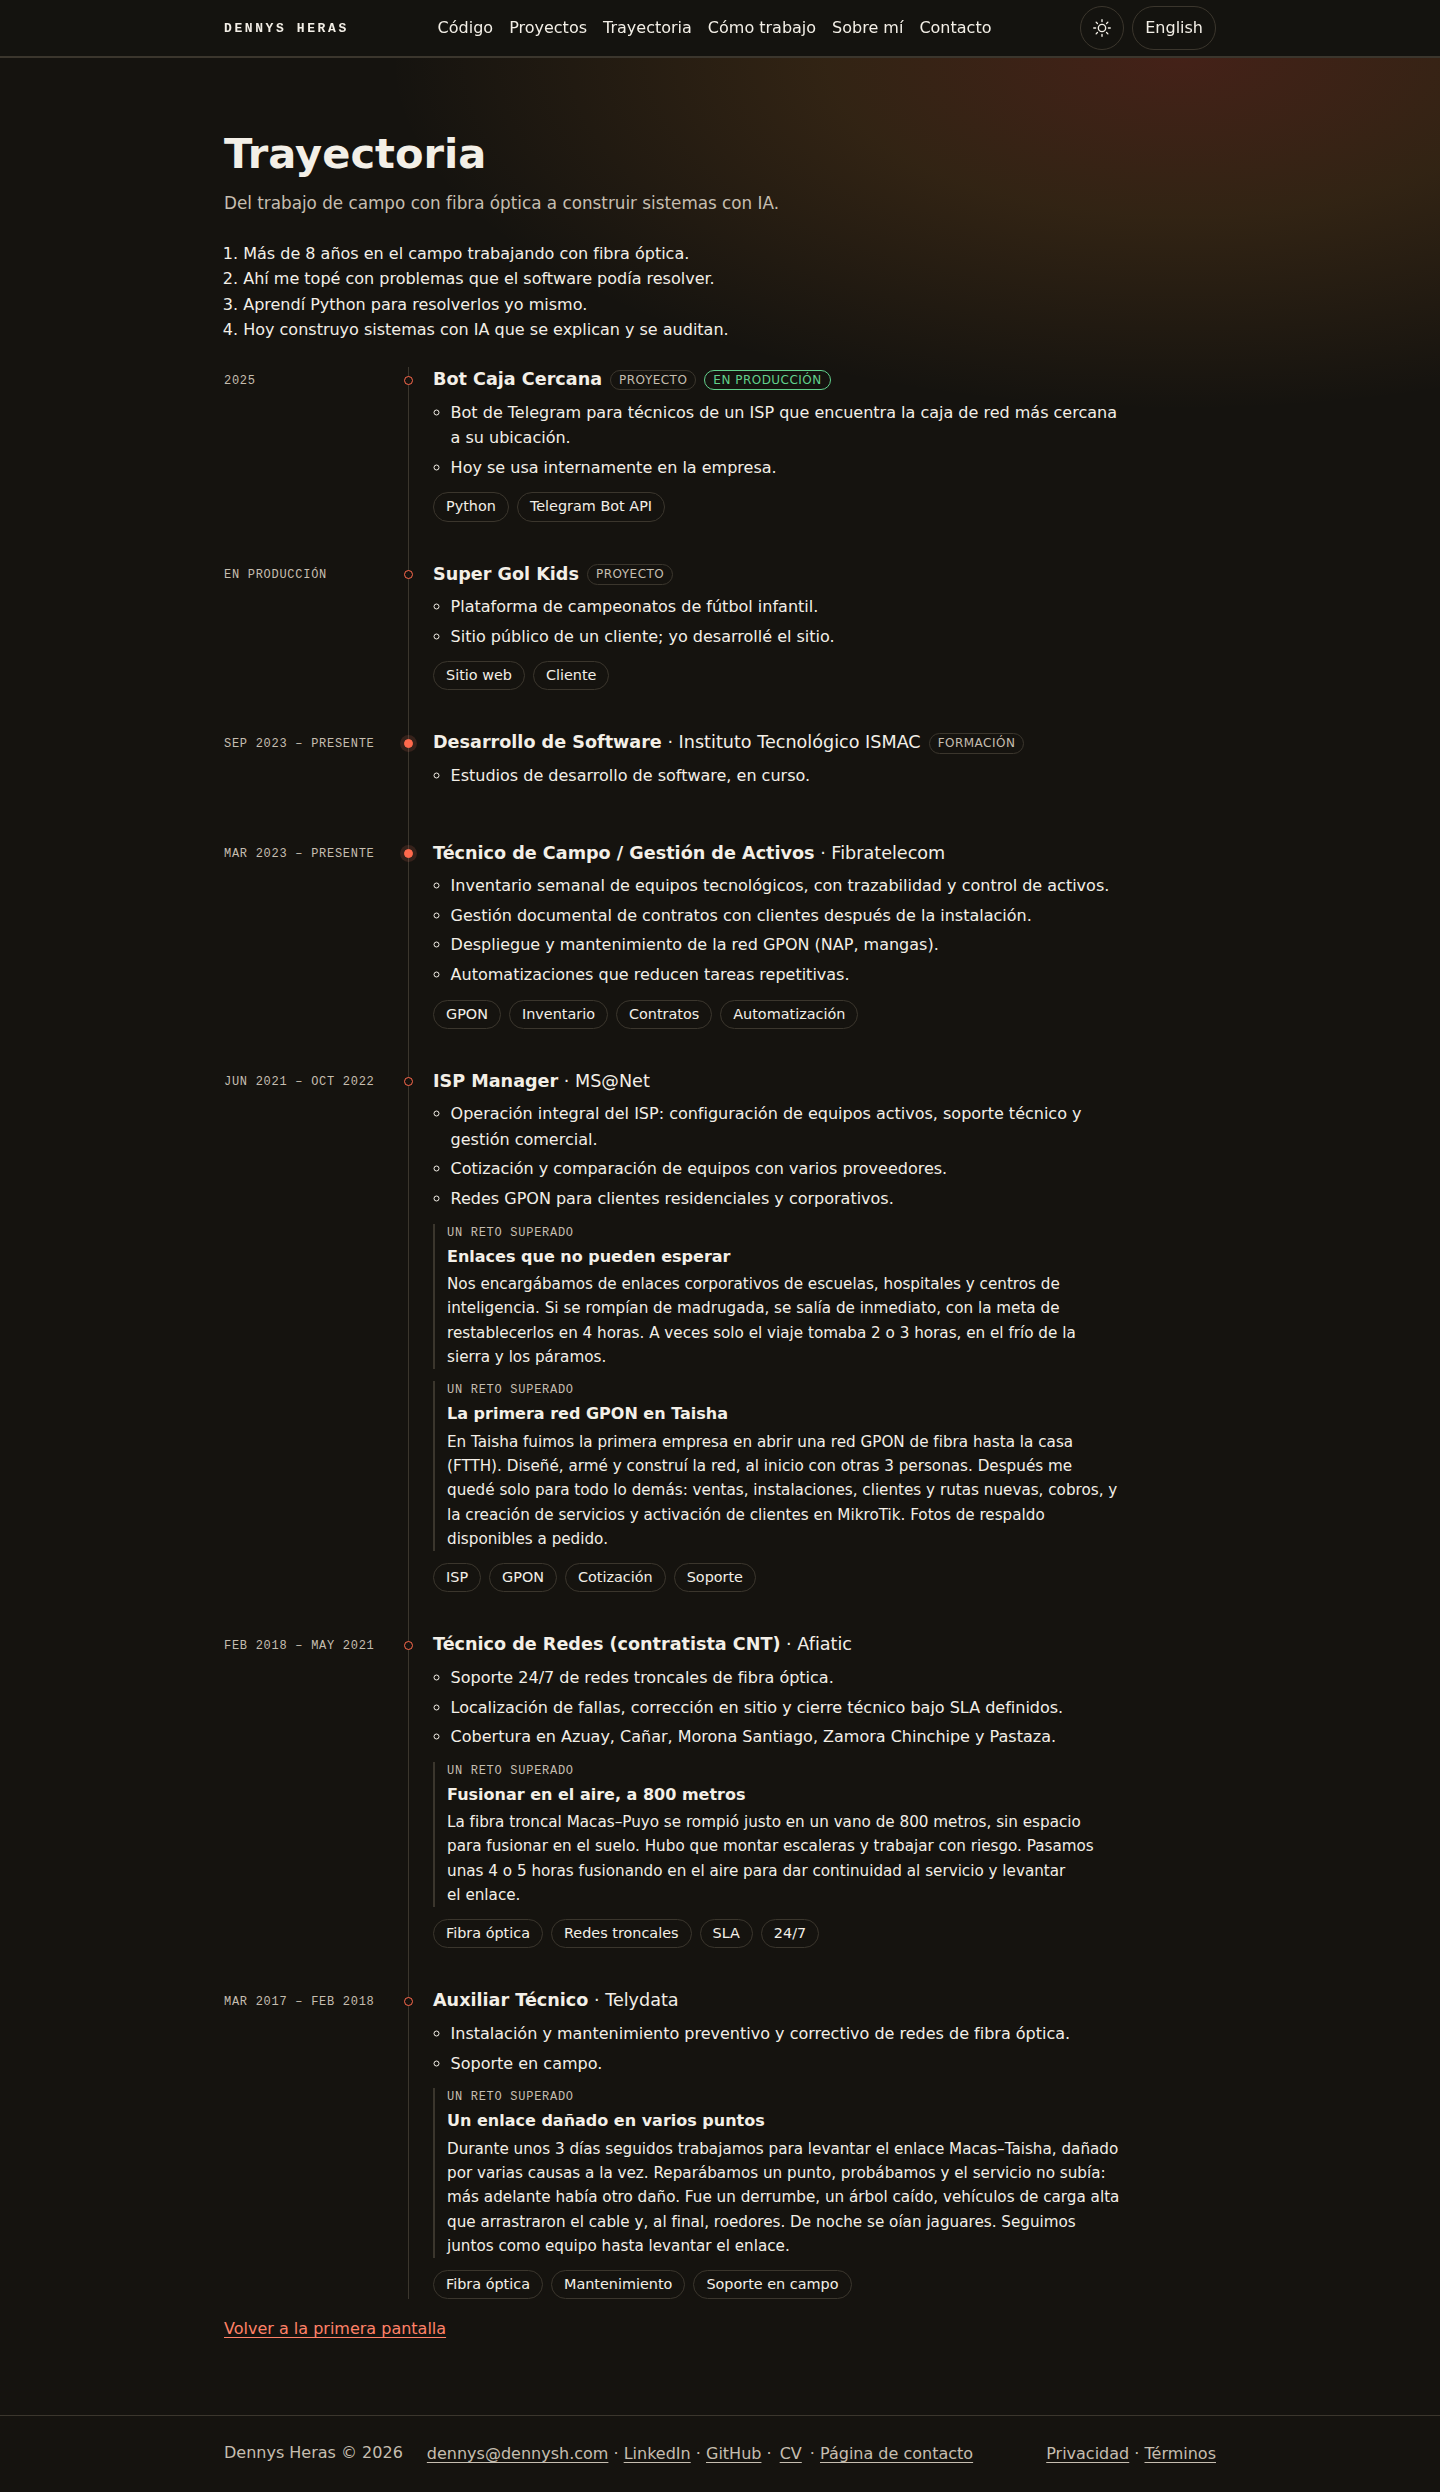 DENNYS HERAS
Código Proyectos Trayectoria Cómo trabajo Sobre mí Contacto
English
Trayectoria
Del trabajo de campo con fibra óptica a construir sistemas con IA.
1. Más de 8 años en el campo trabajando con fibra óptica.
2. Ahí me topé con problemas que el software podía resolver.
3. Aprendí Python para resolverlos yo mismo.
4. Hoy construyo sistemas con IA que se explican y se auditan.
2025
Bot Caja Cercana PROYECTO EN PRODUCCIÓN
Bot de Telegram para técnicos de un ISP que encuentra la caja de red más cercana
a su ubicación.
Hoy se usa internamente en la empresa.
Python Telegram Bot API
EN PRODUCCIÓN
Super Gol Kids PROYECTO
Plataforma de campeonatos de fútbol infantil.
Sitio público de un cliente; yo desarrollé el sitio.
Sitio web Cliente
SEP 2023 – PRESENTE
Desarrollo de Software · Instituto Tecnológico ISMAC FORMACIÓN
Estudios de desarrollo de software, en curso.
MAR 2023 – PRESENTE
Técnico de Campo / Gestión de Activos · Fibratelecom
Inventario semanal de equipos tecnológicos, con trazabilidad y control de activos.
Gestión documental de contratos con clientes después de la instalación.
Despliegue y mantenimiento de la red GPON (NAP, mangas).
Automatizaciones que reducen tareas repetitivas.
GPON Inventario Contratos Automatización
JUN 2021 – OCT 2022
ISP Manager · MS@Net
Operación integral del ISP: configuración de equipos activos, soporte técnico y
gestión comercial.
Cotización y comparación de equipos con varios proveedores.
Redes GPON para clientes residenciales y corporativos.
UN RETO SUPERADO
Enlaces que no pueden esperar
Nos encargábamos de enlaces corporativos de escuelas, hospitales y centros de
inteligencia. Si se rompían de madrugada, se salía de inmediato, con la meta de
restablecerlos en 4 horas. A veces solo el viaje tomaba 2 o 3 horas, en el frío de la
sierra y los páramos.
UN RETO SUPERADO
La primera red GPON en Taisha
En Taisha fuimos la primera empresa en abrir una red GPON de fibra hasta la casa
(FTTH). Diseñé, armé y construí la red, al inicio con otras 3 personas. Después me
quedé solo para todo lo demás: ventas, instalaciones, clientes y rutas nuevas, cobros, y
la creación de servicios y activación de clientes en MikroTik. Fotos de respaldo
disponibles a pedido.
ISP GPON Cotización Soporte
FEB 2018 – MAY 2021
Técnico de Redes (contratista CNT) · Afiatic
Soporte 24/7 de redes troncales de fibra óptica.
Localización de fallas, corrección en sitio y cierre técnico bajo SLA definidos.
Cobertura en Azuay, Cañar, Morona Santiago, Zamora Chinchipe y Pastaza.
UN RETO SUPERADO
Fusionar en el aire, a 800 metros
La fibra troncal Macas–Puyo se rompió justo en un vano de 800 metros, sin espacio
para fusionar en el suelo. Hubo que montar escaleras y trabajar con riesgo. Pasamos
unas 4 o 5 horas fusionando en el aire para dar continuidad al servicio y levantar
el enlace.
Fibra óptica Redes troncales SLA 24/7
MAR 2017 – FEB 2018
Auxiliar Técnico · Telydata
Instalación y mantenimiento preventivo y correctivo de redes de fibra óptica.
Soporte en campo.
UN RETO SUPERADO
Un enlace dañado en varios puntos
Durante unos 3 días seguidos trabajamos para levantar el enlace Macas–Taisha, dañado
por varias causas a la vez. Reparábamos un punto, probábamos y el servicio no subía:
más adelante había otro daño. Fue un derrumbe, un árbol caído, vehículos de carga alta
que arrastraron el cable y, al final, roedores. De noche se oían jaguares. Seguimos
juntos como equipo hasta levantar el enlace.
Fibra óptica Mantenimiento Soporte en campo
Volver a la primera pantalla
Dennys Heras © 2026 dennys@dennysh.com · LinkedIn · GitHub · CV · Página de contacto Privacidad · Términos